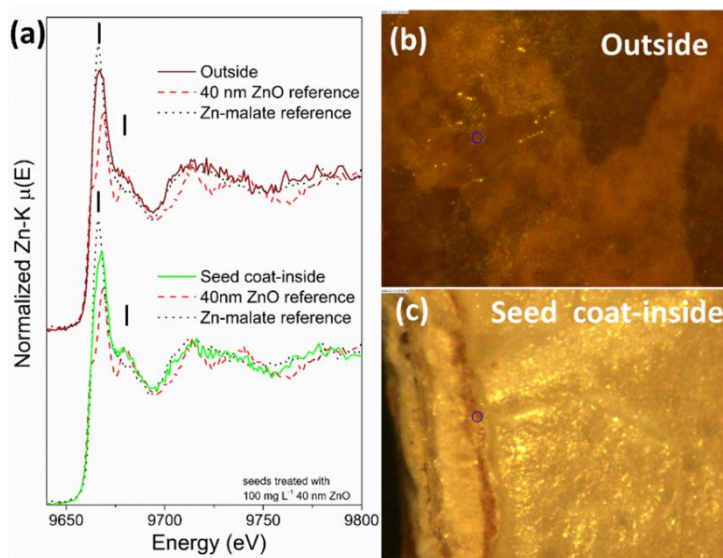 (a)
Outside
40 nm ZnO reference
Zn-malate reference
Seed coat-inside
40nm ZnO reference
Zn-malate reference
seeds treated with
100 mg L⁻¹ 40 nm ZnO
Normalized Zn-K μ(E)
9650 9700 9750 9800
Energy (eV)
(b) Outside
(c) Seed coat-inside